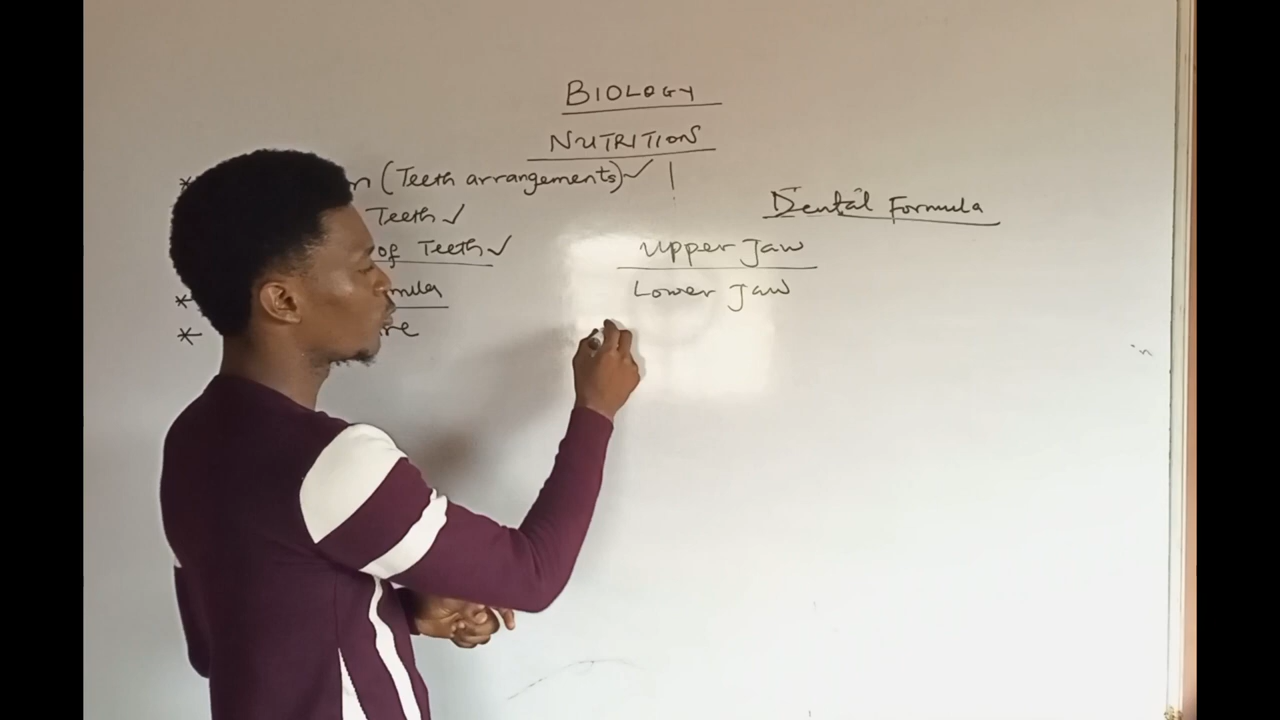 BIOLOGY
NUTRITION
* (Teeth arrangements) ✓
Teeth ✓
of Teeth ✓
*
*
Dental Formula
Upper Jaw
Lower Jaw